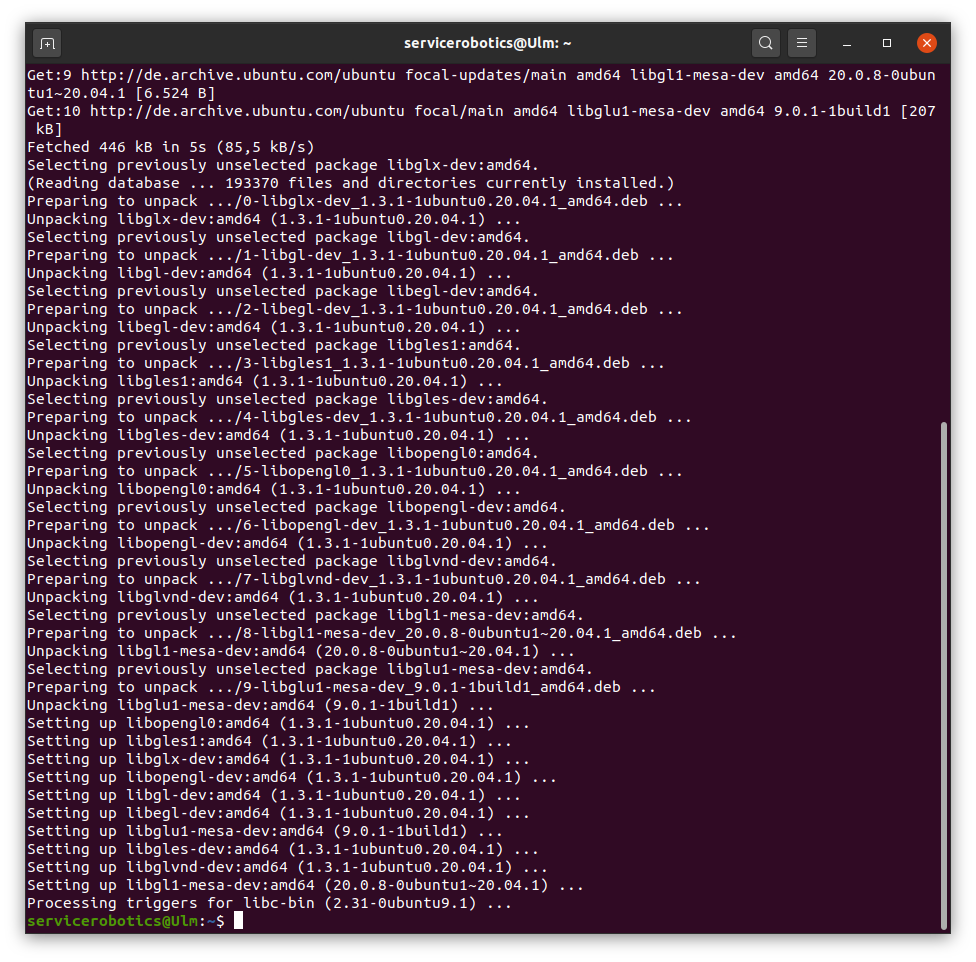 servicerobotics@Ulm: ~
Get:9 http://de.archive.ubuntu.com/ubuntu focal-updates/main amd64 libgl1-mesa-dev amd64 20.0.8-0ubun
tu1~20.04.1 [6.524 B]
Get:10 http://de.archive.ubuntu.com/ubuntu focal/main amd64 libglu1-mesa-dev amd64 9.0.1-1build1 [207
 kB]
Fetched 446 kB in 5s (85,5 kB/s)
Selecting previously unselected package libglx-dev:amd64.
(Reading database ... 193370 files and directories currently installed.)
Preparing to unpack .../0-libglx-dev_1.3.1-1ubuntu0.20.04.1_amd64.deb ...
Unpacking libglx-dev:amd64 (1.3.1-1ubuntu0.20.04.1) ...
Selecting previously unselected package libgl-dev:amd64.
Preparing to unpack .../1-libgl-dev_1.3.1-1ubuntu0.20.04.1_amd64.deb ...
Unpacking libgl-dev:amd64 (1.3.1-1ubuntu0.20.04.1) ...
Selecting previously unselected package libegl-dev:amd64.
Preparing to unpack .../2-libegl-dev_1.3.1-1ubuntu0.20.04.1_amd64.deb ...
Unpacking libegl-dev:amd64 (1.3.1-1ubuntu0.20.04.1) ...
Selecting previously unselected package libgles1:amd64.
Preparing to unpack .../3-libgles1_1.3.1-1ubuntu0.20.04.1_amd64.deb ...
Unpacking libgles1:amd64 (1.3.1-1ubuntu0.20.04.1) ...
Selecting previously unselected package libgles-dev:amd64.
Preparing to unpack .../4-libgles-dev_1.3.1-1ubuntu0.20.04.1_amd64.deb ...
Unpacking libgles-dev:amd64 (1.3.1-1ubuntu0.20.04.1) ...
Selecting previously unselected package libopengl0:amd64.
Preparing to unpack .../5-libopengl0_1.3.1-1ubuntu0.20.04.1_amd64.deb ...
Unpacking libopengl0:amd64 (1.3.1-1ubuntu0.20.04.1) ...
Selecting previously unselected package libopengl-dev:amd64.
Preparing to unpack .../6-libopengl-dev_1.3.1-1ubuntu0.20.04.1_amd64.deb ...
Unpacking libopengl-dev:amd64 (1.3.1-1ubuntu0.20.04.1) ...
Selecting previously unselected package libglvnd-dev:amd64.
Preparing to unpack .../7-libglvnd-dev_1.3.1-1ubuntu0.20.04.1_amd64.deb ...
Unpacking libglvnd-dev:amd64 (1.3.1-1ubuntu0.20.04.1) ...
Selecting previously unselected package libgl1-mesa-dev:amd64.
Preparing to unpack .../8-libgl1-mesa-dev_20.0.8-0ubuntu1~20.04.1_amd64.deb ...
Unpacking libgl1-mesa-dev:amd64 (20.0.8-0ubuntu1~20.04.1) ...
Selecting previously unselected package libglu1-mesa-dev:amd64.
Preparing to unpack .../9-libglu1-mesa-dev_9.0.1-1build1_amd64.deb ...
Unpacking libglu1-mesa-dev:amd64 (9.0.1-1build1) ...
Setting up libopengl0:amd64 (1.3.1-1ubuntu0.20.04.1) ...
Setting up libgles1:amd64 (1.3.1-1ubuntu0.20.04.1) ...
Setting up libglx-dev:amd64 (1.3.1-1ubuntu0.20.04.1) ...
Setting up libopengl-dev:amd64 (1.3.1-1ubuntu0.20.04.1) ...
Setting up libgl-dev:amd64 (1.3.1-1ubuntu0.20.04.1) ...
Setting up libegl-dev:amd64 (1.3.1-1ubuntu0.20.04.1) ...
Setting up libglu1-mesa-dev:amd64 (9.0.1-1build1) ...
Setting up libgles-dev:amd64 (1.3.1-1ubuntu0.20.04.1) ...
Setting up libglvnd-dev:amd64 (1.3.1-1ubuntu0.20.04.1) ...
Setting up libgl1-mesa-dev:amd64 (20.0.8-0ubuntu1~20.04.1) ...
Processing triggers for libc-bin (2.31-0ubuntu9.1) ...
servicerobotics@Ulm:~$